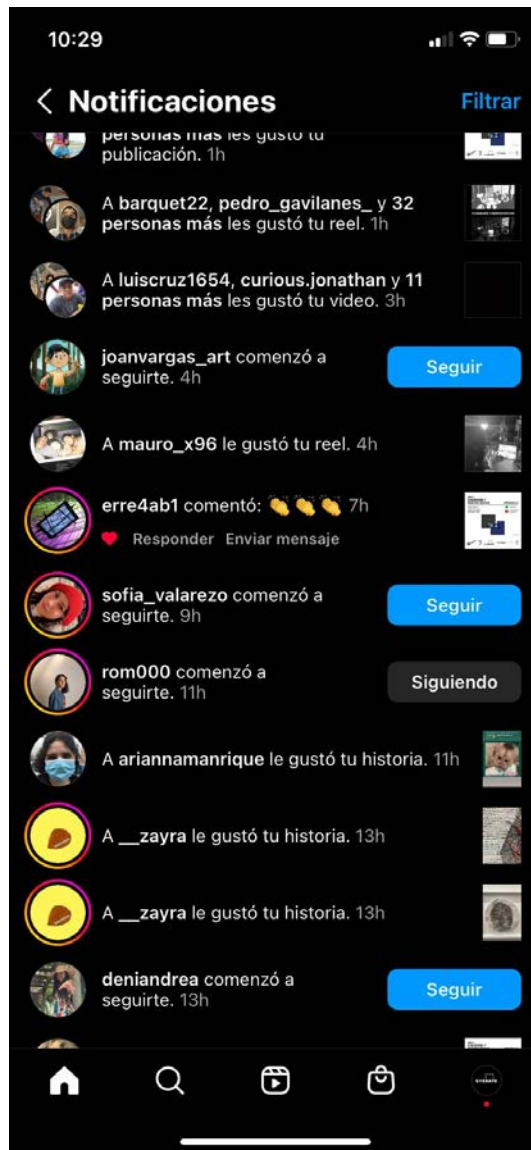 10:29
Notificaciones Filtrar
personas más les gustó tu
publicación. 1h
A barquet22, pedro_gavilanes_ y 32
personas más les gustó tu reel. 1h
A luiscruz1654, curious.jonathan y 11
personas más les gustó tu video. 3h
joanvargas_art comenzó a
seguirte. 4h
Seguir
A mauro_x96 le gustó tu reel. 4h
erre4ab1 comentó: 👏👏👏 7h
Responder Enviar mensaje
sofia_valarezo comenzó a
seguirte. 9h
Seguir
rom000 comenzó a
seguirte. 11h
Siguiendo
A ariannamanrique le gustó tu historia. 11h
A __zayra le gustó tu historia. 13h
A __zayra le gustó tu historia. 13h
deniandrea comenzó a
seguirte. 13h
Seguir